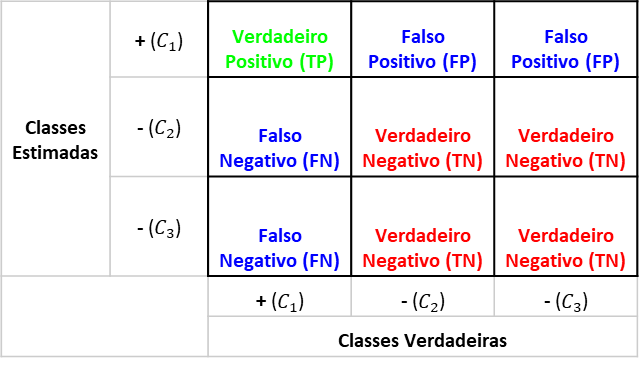 + (C₁)
Verdadeiro
Positivo (TP)
Falso
Positivo (FP)
Falso
Positivo (FP)
Classes
Estimadas
- (C₂)
Falso
Negativo (FN)
Verdadeiro
Negativo (TN)
Verdadeiro
Negativo (TN)
- (C₃)
Falso
Negativo (FN)
Verdadeiro
Negativo (TN)
Verdadeiro
Negativo (TN)
+ (C₁)
- (C₂)
- (C₃)
Classes Verdadeiras